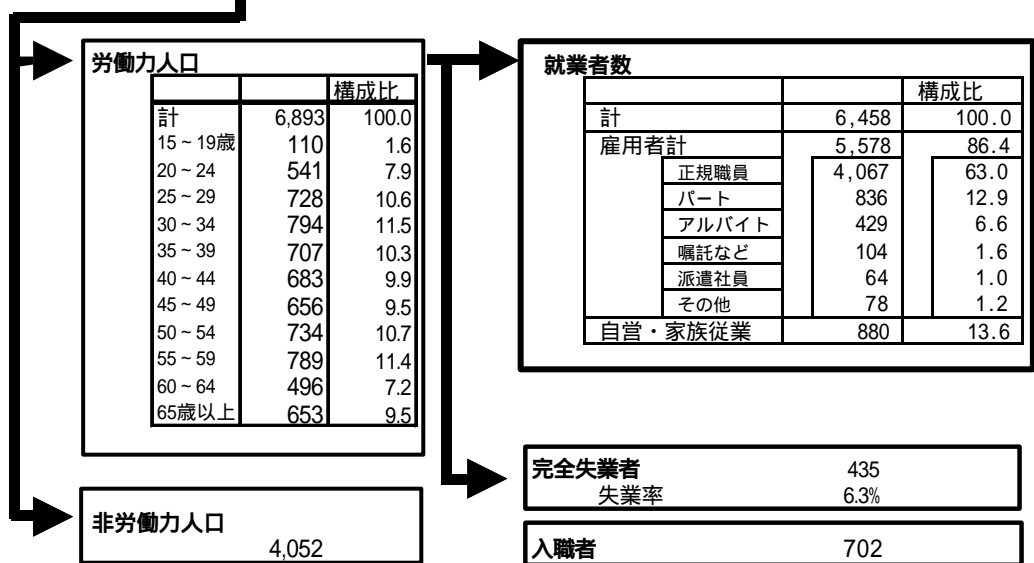 労働力人口
構成比
計 6,893 100.0
15～19歳 110 1.6
20～24 541 7.9
25～29 728 10.6
30～34 794 11.5
35～39 707 10.3
40～44 683 9.9
45～49 656 9.5
50～54 734 10.7
55～59 789 11.4
60～64 496 7.2
65歳以上 653 9.5
非労働力人口
4,052
就業者数
構成比
計 6,458 100.0
雇用者計 5,578 86.4
正規職員 4,067 63.0
パート 836 12.9
アルバイト 429 6.6
嘱託など 104 1.6
派遣社員 64 1.0
その他 78 1.2
自営・家族従業 880 13.6
完全失業者 435
失業率 6.3%
入職者 702